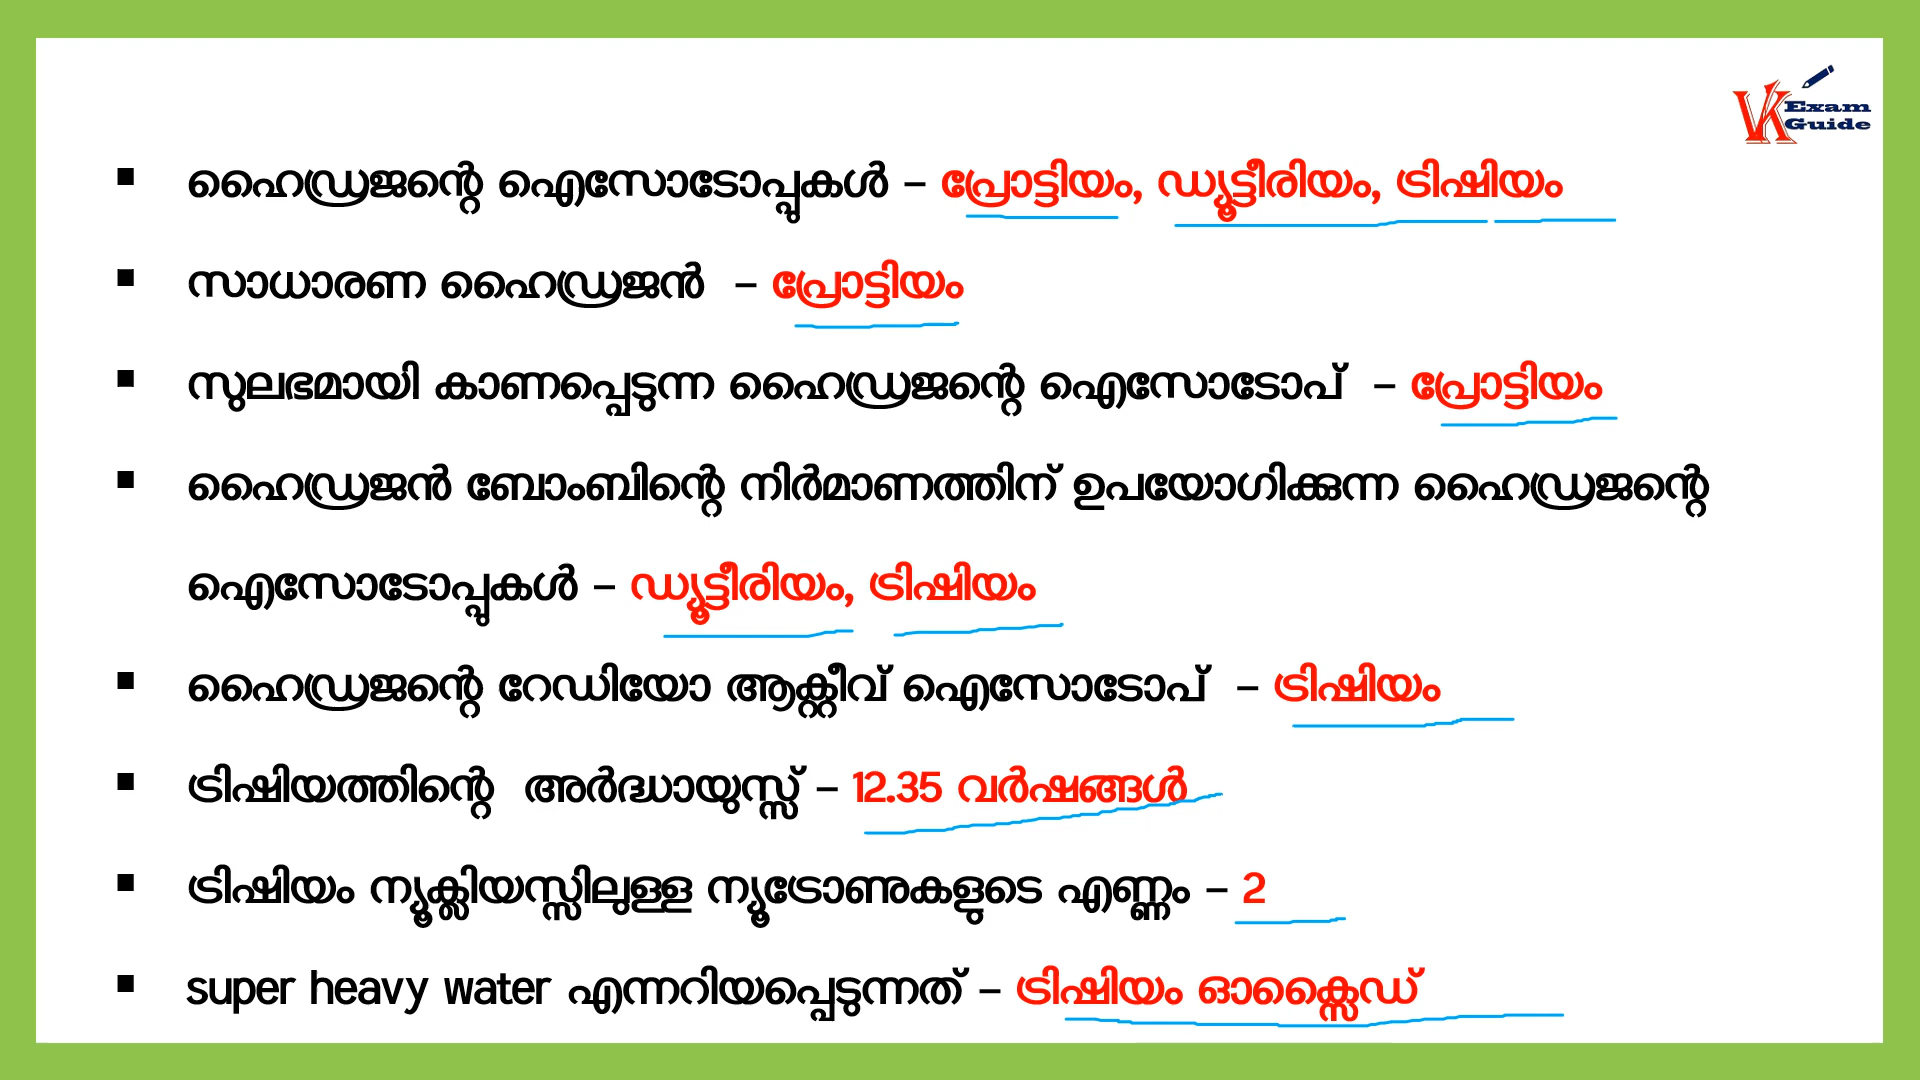 VK Exam Guide
▪ ഹൈഡ്രജന്റെ ഐസോടോപ്പുകൾ – പ്രോട്ടിയം, ഡ്യൂട്ടീരിയം, ട്രിഷിയം
▪ സാധാരണ ഹൈഡ്രജൻ – പ്രോട്ടിയം
▪ സുലഭമായി കാണപ്പെടുന്ന ഹൈഡ്രജന്റെ ഐസോടോപ് – പ്രോട്ടിയം
▪ ഹൈഡ്രജൻ ബോംബിന്റെ നിർമാണത്തിന് ഉപയോഗിക്കുന്ന ഹൈഡ്രജന്റെ
ഐസോടോപ്പുകൾ – ഡ്യൂട്ടീരിയം, ട്രിഷിയം
▪ ഹൈഡ്രജന്റെ റേഡിയോ ആക്റ്റീവ് ഐസോടോപ് – ട്രിഷിയം
▪ ട്രിഷിയത്തിന്റെ അർദ്ധായുസ്സ് – 12.35 വർഷങ്ങൾ
▪ ട്രിഷിയം ന്യൂക്ലിയസ്സിലുള്ള ന്യൂട്രോണുകളുടെ എണ്ണം – 2
▪ super heavy water എന്നറിയപ്പെടുന്നത് – ട്രിഷിയം ഓക്സൈഡ്